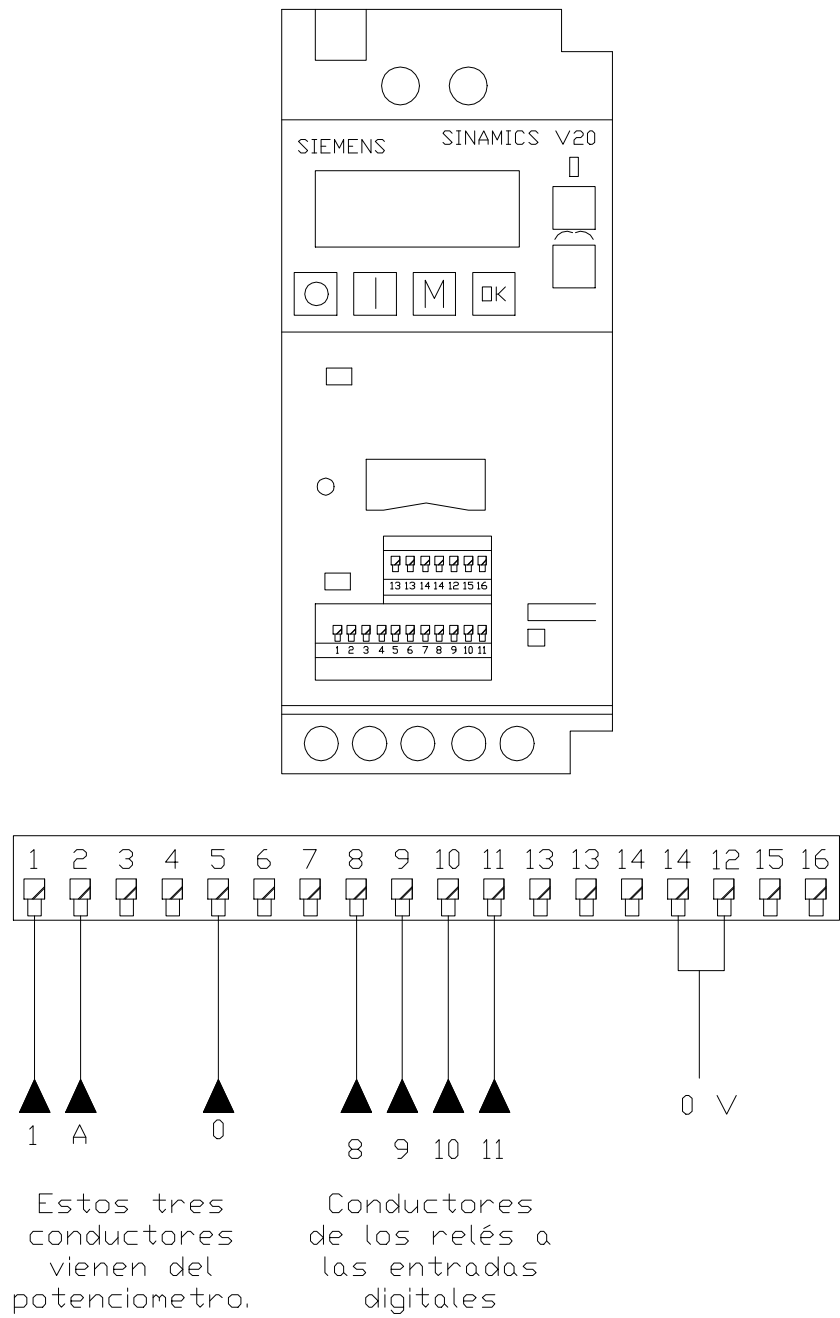 SIEMENS
SINAMICS V20
M
OK
13 13 14 14 12 15 16
1 2 3 4 5 6 7 8 9 10 11
1 2 3 4 5 6 7 8 9 10 11 13 13 14 14 12 15 16
1 A 0 8 9 10 11 0 V
Estos tres
conductores
vienen del
potenciometro.
Conductores
de los relés a
las entradas
digitales